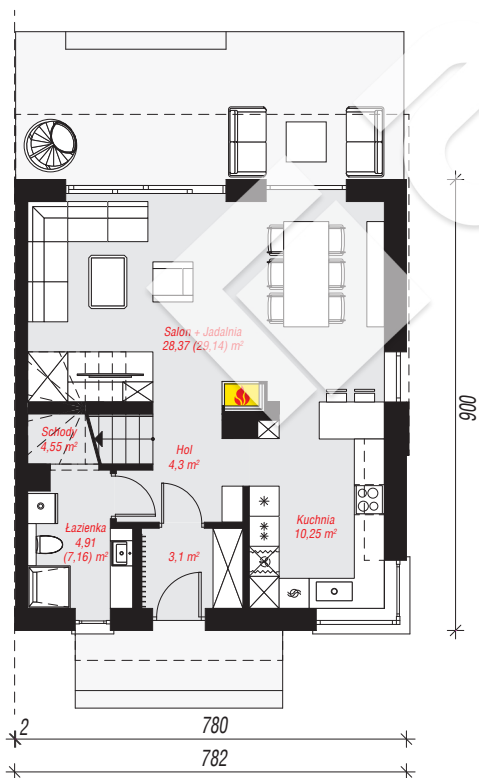 Salon + Jadalnia
28,37 (29,14) m²
Schody
4,55 m²
Hol
4,3 m²
Kuchnia
10,25 m²
Łazienka
4,91
(7,16) m²
3,1 m²
900
2
780
782